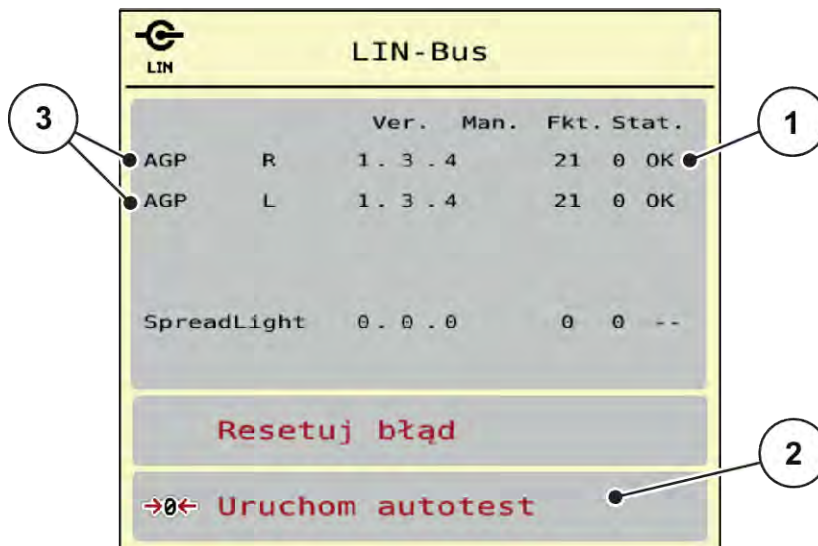 LIN
LIN-Bus
Ver. Man. Fkt. Stat.
AGP R 1.3.4 21 0 OK
AGP L 1.3.4 21 0 OK
SpreadLight 0.0.0 0 0 --
Resetuj błąd
→0← Uruchom autotest
3
1
2